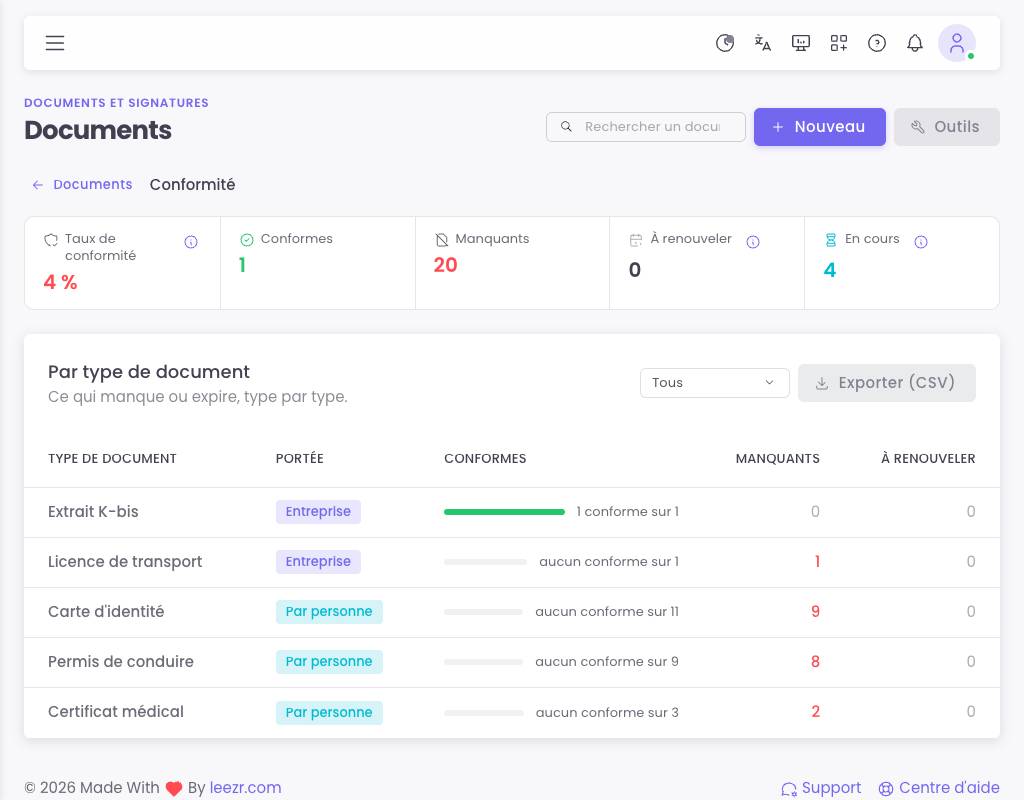 DOCUMENTS ET SIGNATURES
Documents
Rechercher un docu
Nouveau
Outils
Documents
Conformité
Taux de
conformité
4 %
Conformes
1
Manquants
20
À renouveler
0
En cours
4
Par type de document
Ce qui manque ou expire, type par type.
Tous
Exporter (CSV)
TYPE DE DOCUMENT PORTÉE CONFORMES MANQUANTS À RENOUVELER
Extrait K-bis Entreprise 1 conforme sur 1 0 0
Licence de transport Entreprise aucun conforme sur 1 1 0
Carte d'identité Par personne aucun conforme sur 11 9 0
Permis de conduire Par personne aucun conforme sur 9 8 0
Certificat médical Par personne aucun conforme sur 3 2 0
© 2026 Made With By leezr.com
Support
Centre d'aide